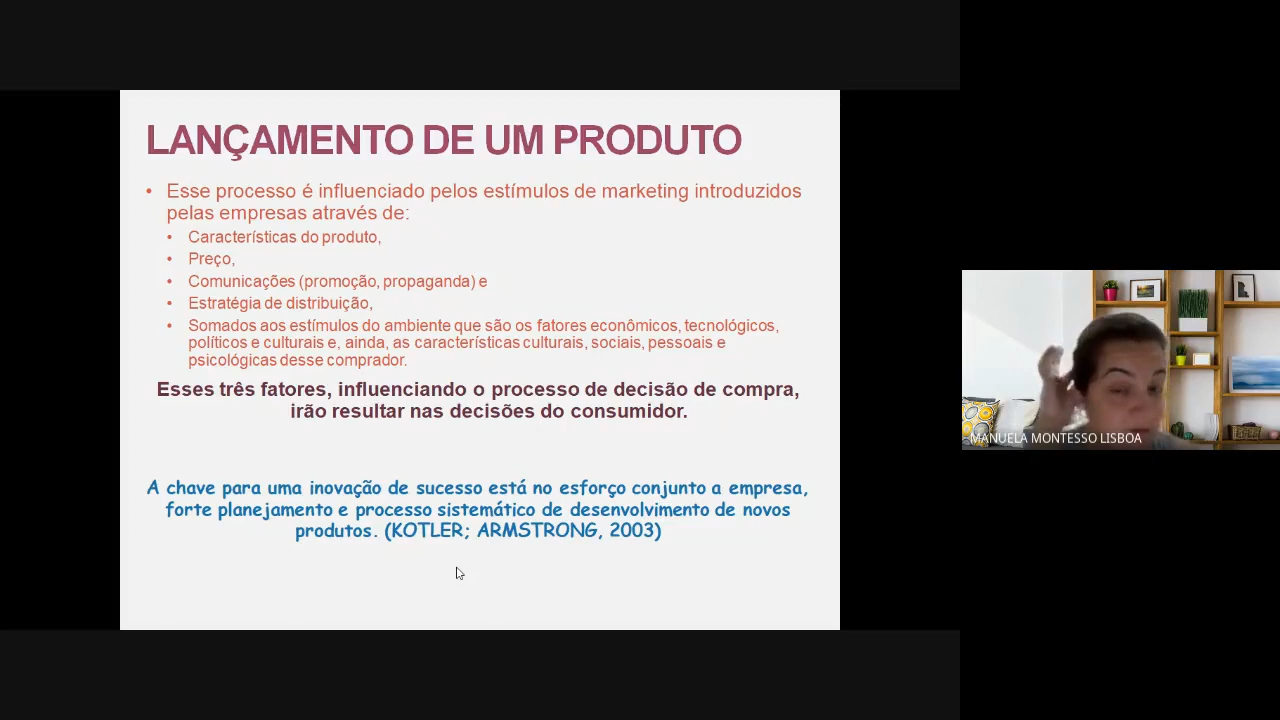 LANÇAMENTO DE UM PRODUTO
• Esse processo é influenciado pelos estímulos de marketing introduzidos
pelas empresas através de:
• Características do produto,
• Preço,
• Comunicações (promoção, propaganda) e
• Estratégia de distribuição,
• Somados aos estímulos do ambiente que são os fatores econômicos, tecnológicos,
políticos e culturais e, ainda, as características culturais, sociais, pessoais e
psicológicas desse comprador.
Esses três fatores, influenciando o processo de decisão de compra,
irão resultar nas decisões do consumidor.
A chave para uma inovação de sucesso está no esforço conjunto a empresa,
forte planejamento e processo sistemático de desenvolvimento de novos
produtos. (KOTLER; ARMSTRONG, 2003)
MANUELA MONTESSO LISBOA